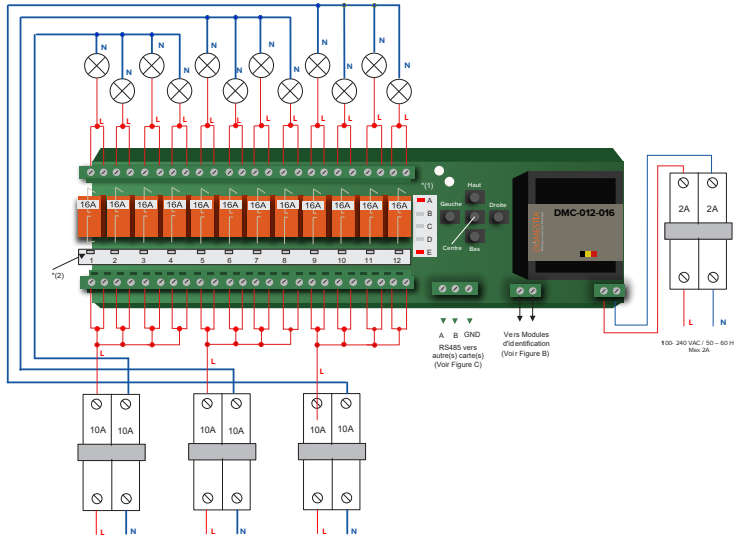 N N N N N N
N N N N N N
L L L
16A 16A 16A 16A 16A 16A 16A 16A 16A 16A 16A 16A
*(1)
A
B
C
D
E
Haut
Gauche
Droite
Centre
Bas
DMC-012-016
2A 2A
*(2)
1 2 3 4 5 6 7 8 9 10 11 12
A B GND
RS485 vers
autre(s) carte(s)
(Voir Figure C)
Vers Modules
d'identification
(Voir Figure B)
L N
100- 240 VAC / 50 – 60 H
Max 2A
L L L
10A 10A 10A 10A 10A 10A
L N L N L N